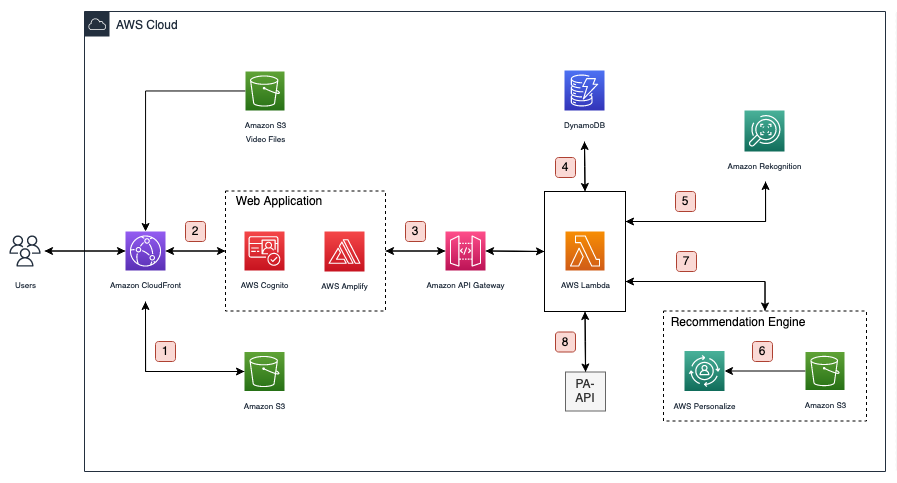 AWS Cloud
Amazon S3
Video Files
DynamoDB
Amazon Rekognition
4
5
2
Web Application
3
Users
Amazon CloudFront
AWS Cognito
AWS Amplify
Amazon API Gateway
AWS Lambda
7
1
8
Recommendation Engine
6
Amazon S3
PA-
API
AWS Personalize
Amazon S3